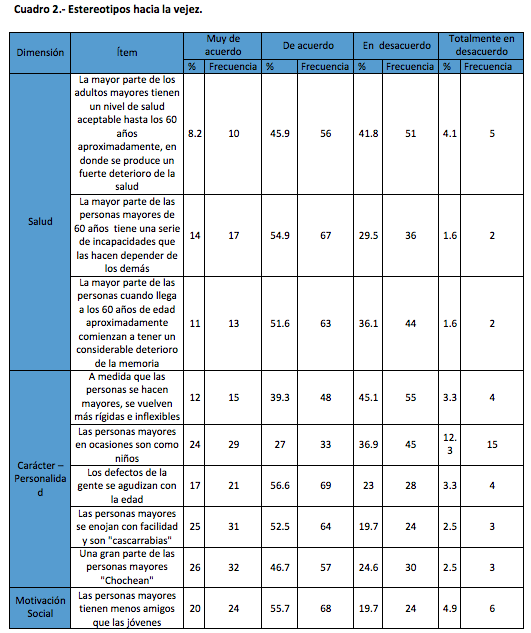 Cuadro 2.- Estereotipos hacia la vejez.
Dimensión Ítem Muy de acuerdo De acuerdo En desacuerdo Totalmente en desacuerdo
% Frecuencia % Frecuencia % Frecuencia % Frecuencia
Salud
La mayor parte de los
adultos mayores tienen
un nivel de salud
aceptable hasta los 60
años
aproximadamente, en
donde se produce un
fuerte deterioro de la
salud
8.2 10 45.9 56 41.8 51 4.1 5
La mayor parte de las
personas mayores de
60 años tiene una serie
de incapacidades que
las hacen depender de
los demás
14 17 54.9 67 29.5 36 1.6 2
La mayor parte de las
personas cuando llega
a los 60 años de edad
aproximadamente
comienzan a tener un
considerable deterioro
de la memoria
11 13 51.6 63 36.1 44 1.6 2
Carácter –
Personalida
d
A medida que las
personas se hacen
mayores, se vuelven
más rígidas e inflexibles
12 15 39.3 48 45.1 55 3.3 4
Las personas mayores
en ocasiones son como
niños
24 29 27 33 36.9 45 12.
3 15
Los defectos de la
gente se agudizan con
la edad
17 21 56.6 69 23 28 3.3 4
Las personas mayores
se enojan con facilidad
y son "cascarrabias"
25 31 52.5 64 19.7 24 2.5 3
Una gran parte de las
personas mayores
"Chochean"
26 32 46.7 57 24.6 30 2.5 3
Motivación
Social
Las personas mayores
tienen menos amigos
que las jóvenes
20 24 55.7 68 19.7 24 4.9 6